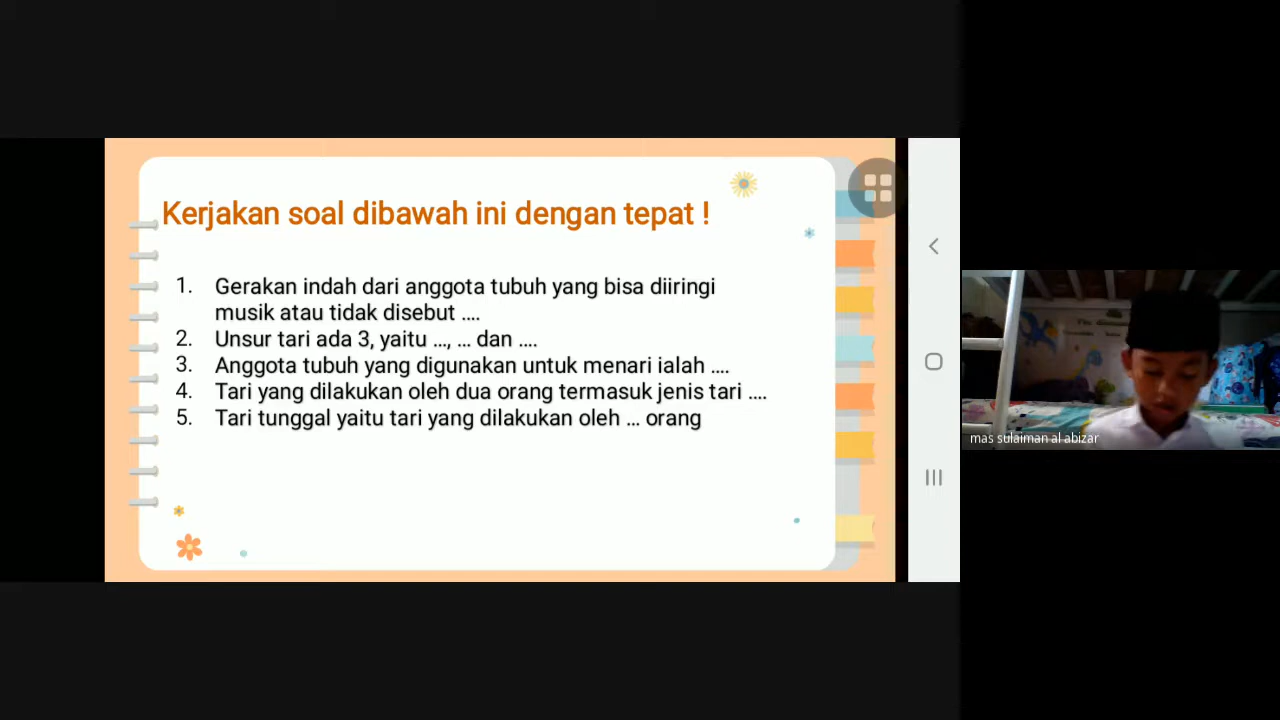 Kerjakan soal dibawah ini dengan tepat !
1. Gerakan indah dari anggota tubuh yang bisa diiringi
musik atau tidak disebut ....
2. Unsur tari ada 3, yaitu ..., ... dan ....
3. Anggota tubuh yang digunakan untuk menari ialah ....
4. Tari yang dilakukan oleh dua orang termasuk jenis tari ....
5. Tari tunggal yaitu tari yang dilakukan oleh ... orang
mas sulaiman al abizar